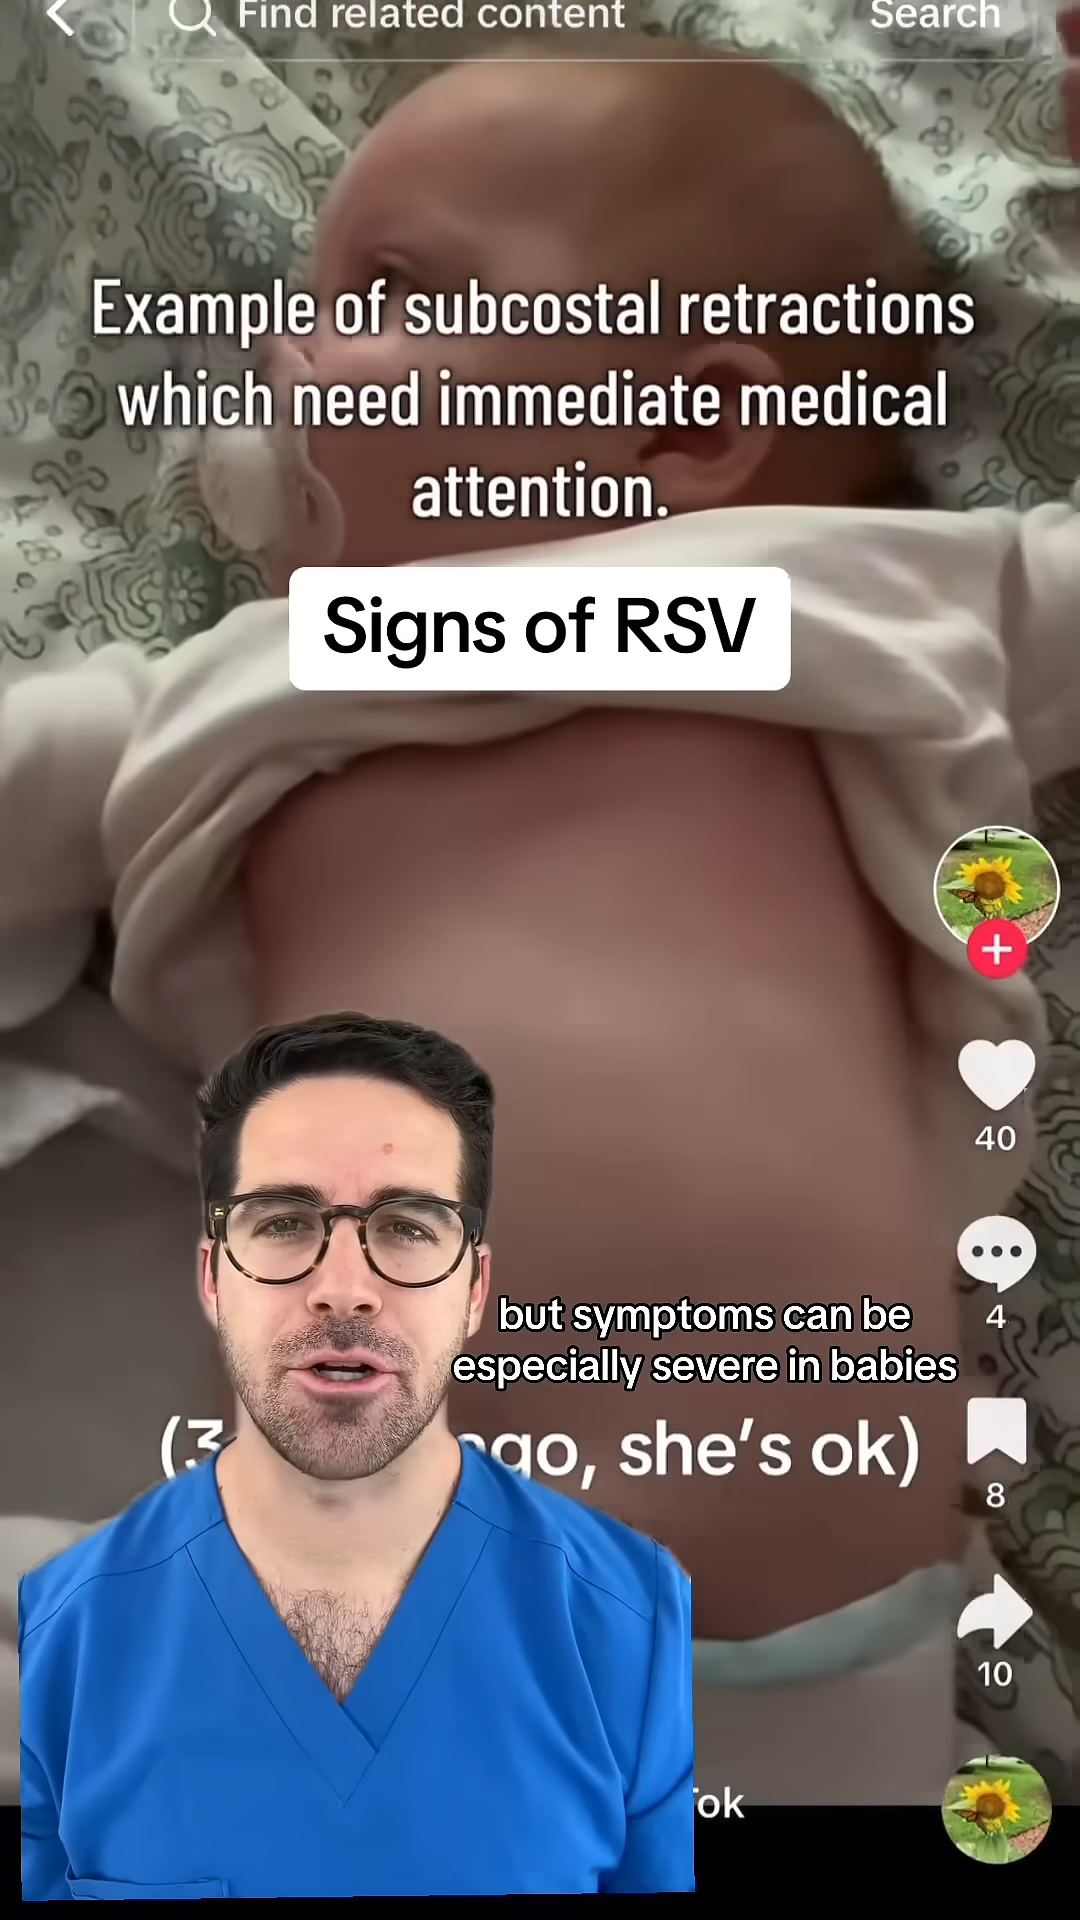 Find related content
Search
Example of subcostal retractions
which need immediate medical
attention.
Signs of RSV
40
but symptoms can be
especially severe in babies
4
ago, she's ok)
8
10